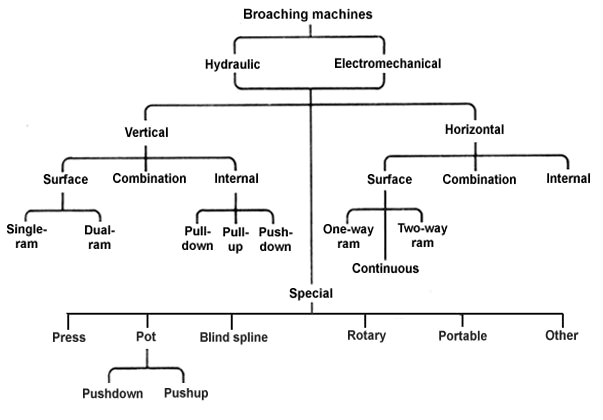 Broaching machines
Hydraulic
Electromechanical
Vertical
Horizontal
Surface
Combination
Internal
Surface
Combination
Internal
Single-
ram
Dual-
ram
Pull-
down
Pull-
up
Push-
down
One-way
ram
Two-way
ram
Continuous
Special
Press
Pot
Blind spline
Rotary
Portable
Other
Pushdown
Pushup